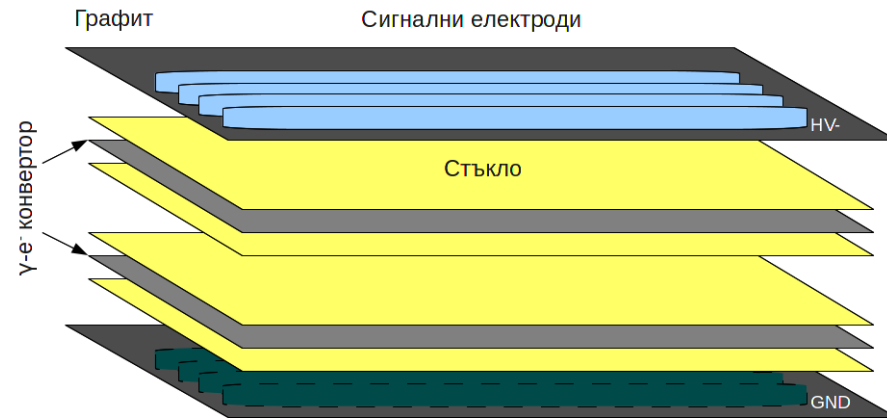 Графит
Сигнални електроди
HV-
γ-e⁻ конвертор
Стъкло
GND